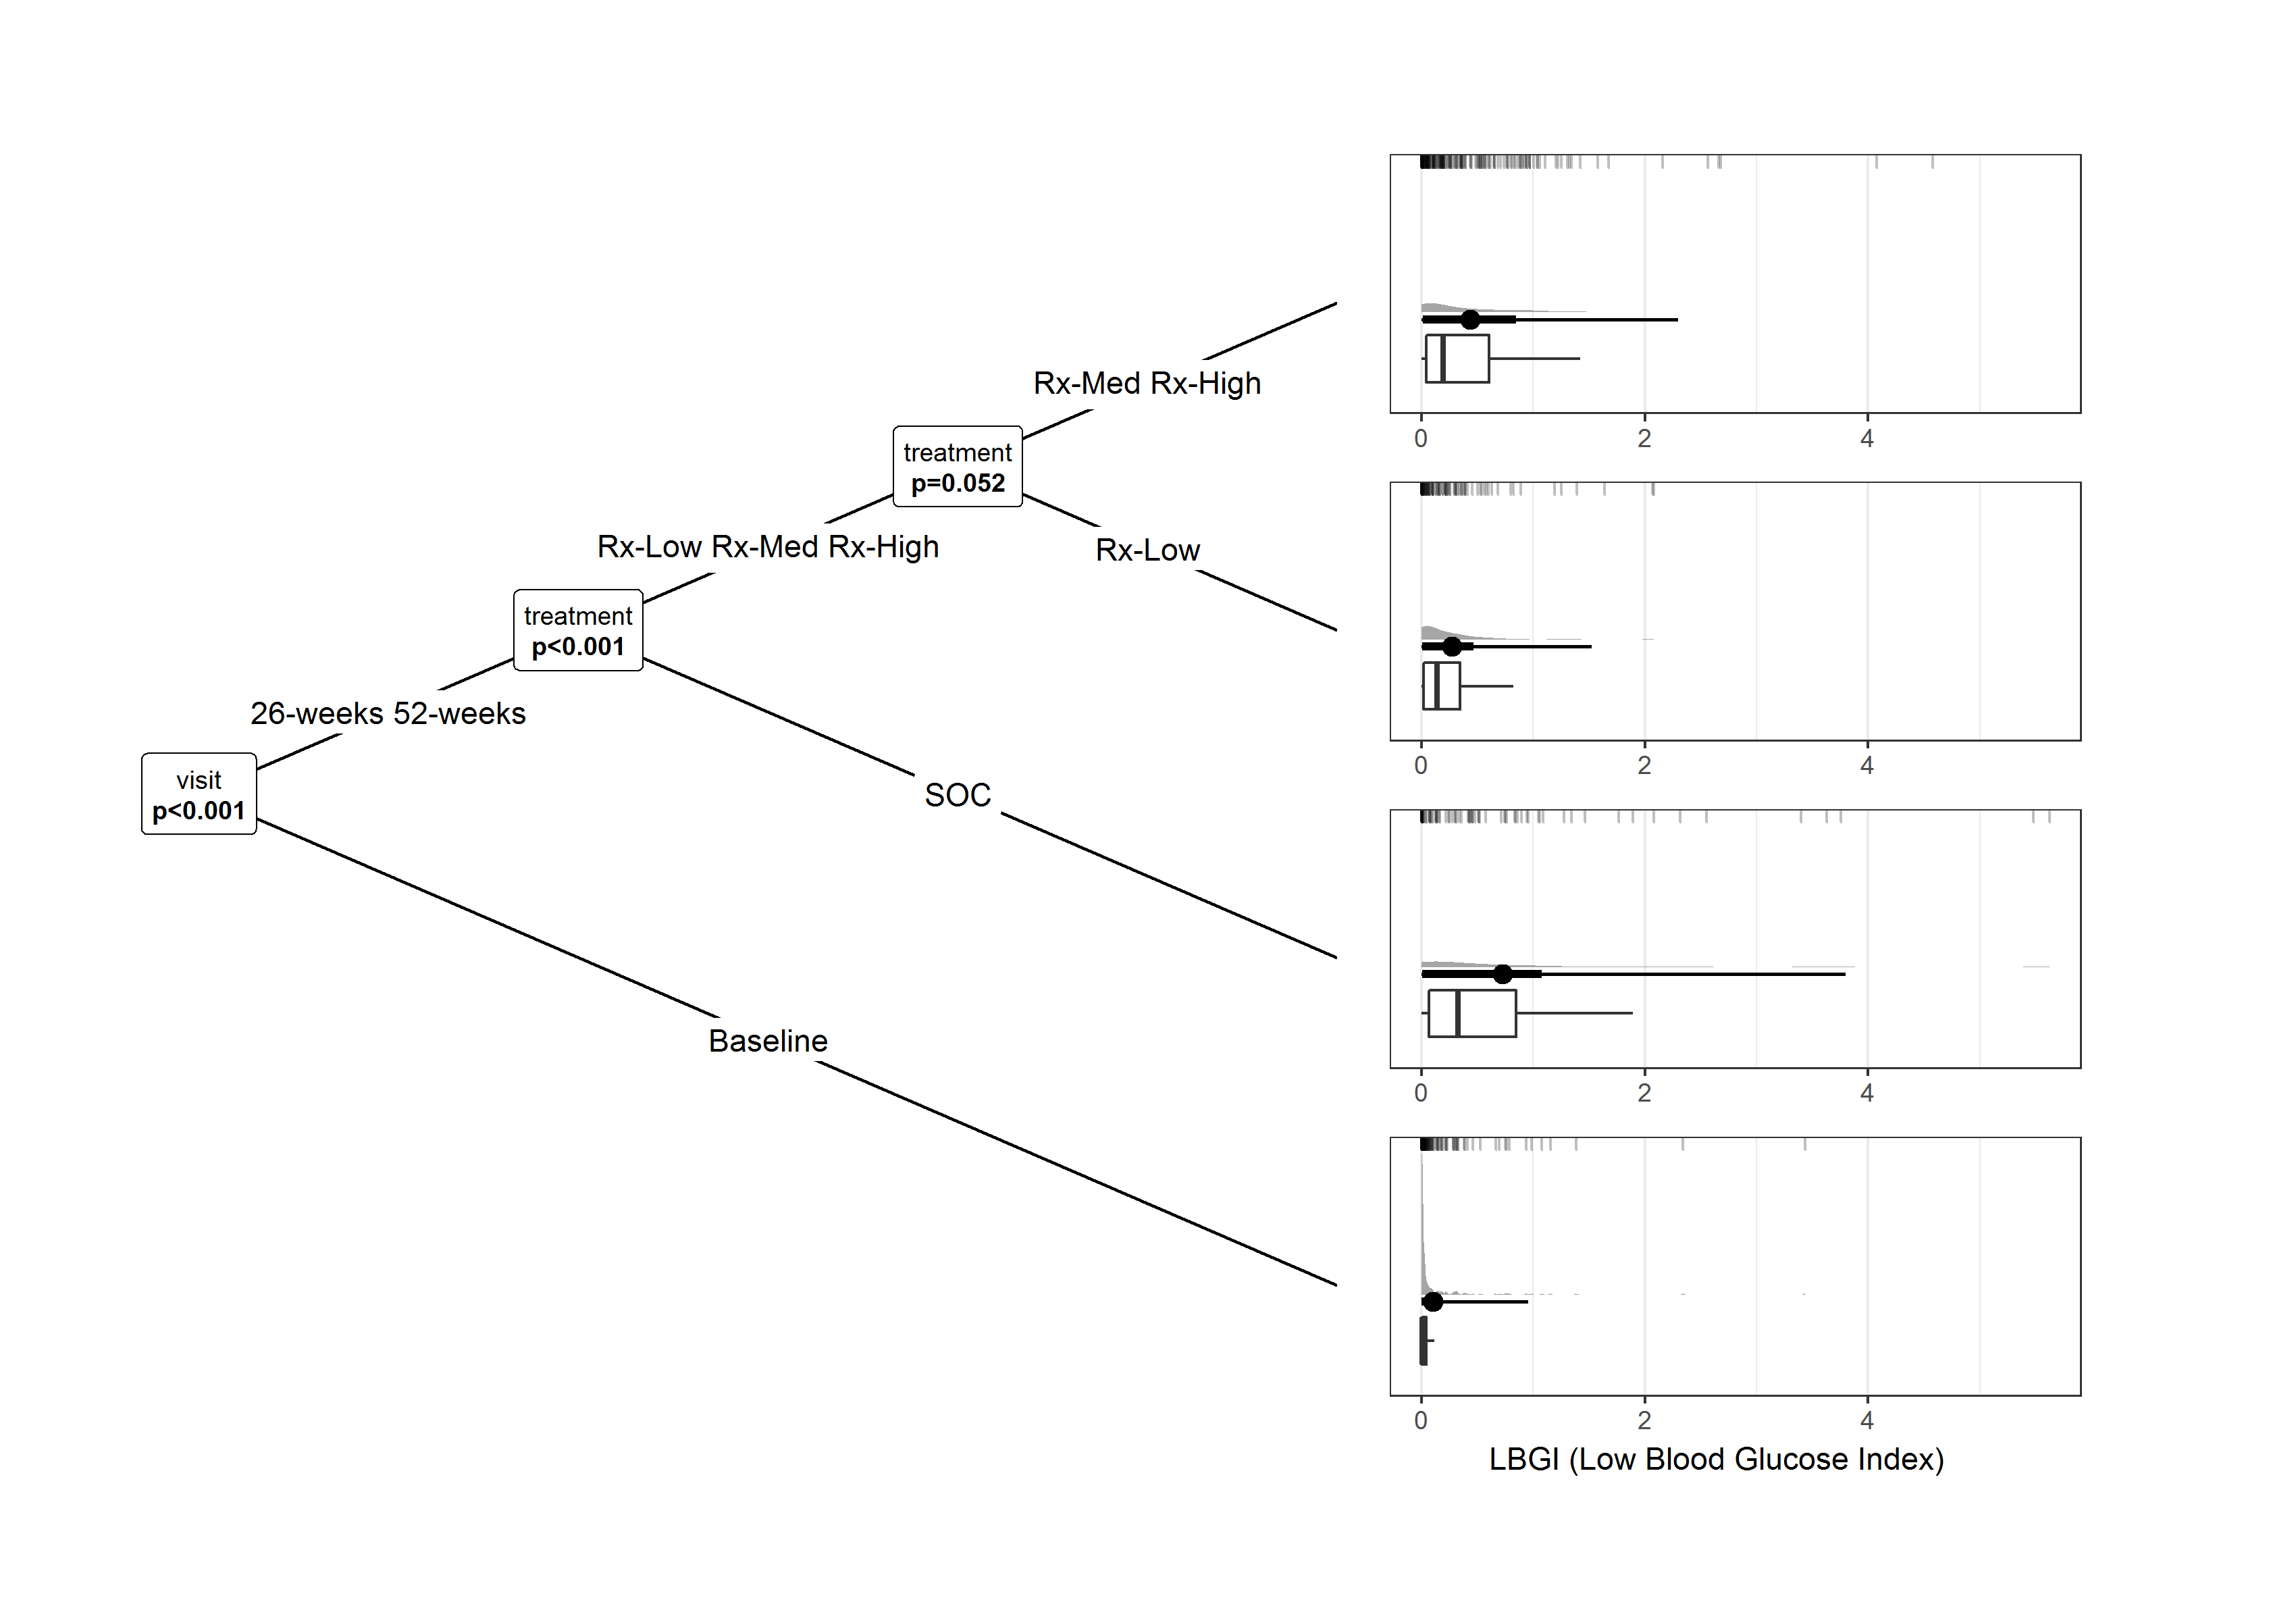 0 2 4
Rx-Med Rx-High
treatment
p=0.052
Rx-Low Rx-Med Rx-High
Rx-Low
treatment
p<0.001
26-weeks 52-weeks
0 2 4
visit
p<0.001
SOC
Baseline
0 2 4
0 2 4
LBGI (Low Blood Glucose Index)